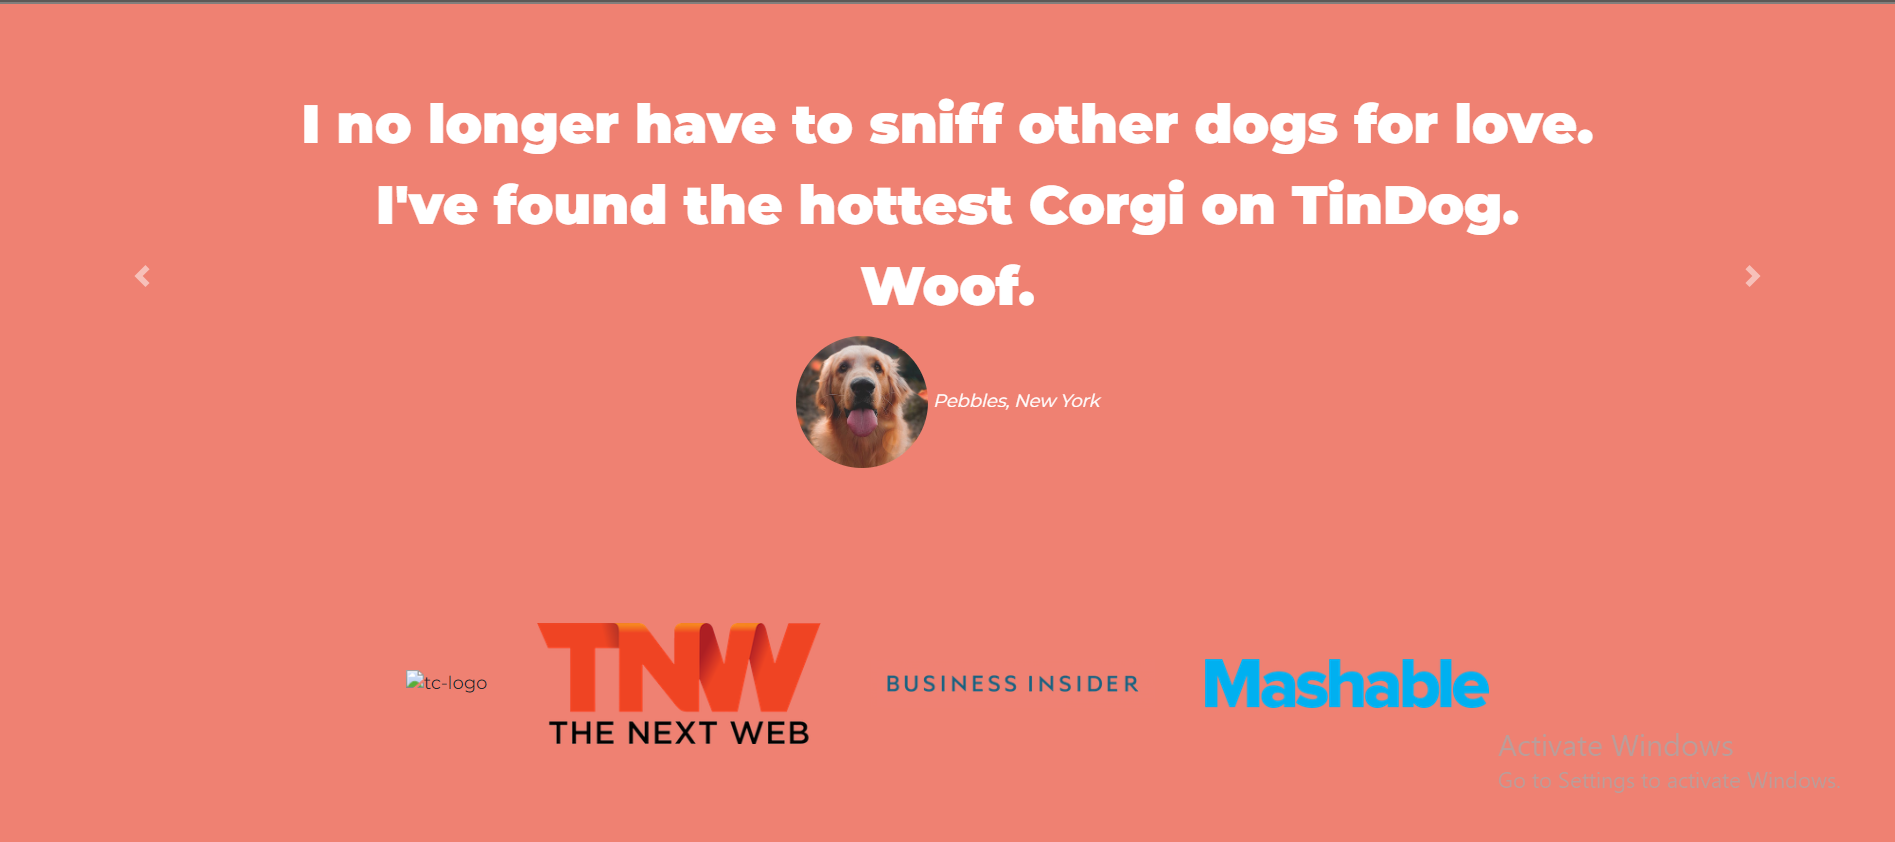 I no longer have to sniff other dogs for love.
I've found the hottest Corgi on TinDog.
Woof.
Pebbles, New York
tc-logo
TNW
THE NEXT WEB
BUSINESS INSIDER
Mashable
Activate Windows
Go to Settings to activate Windows.